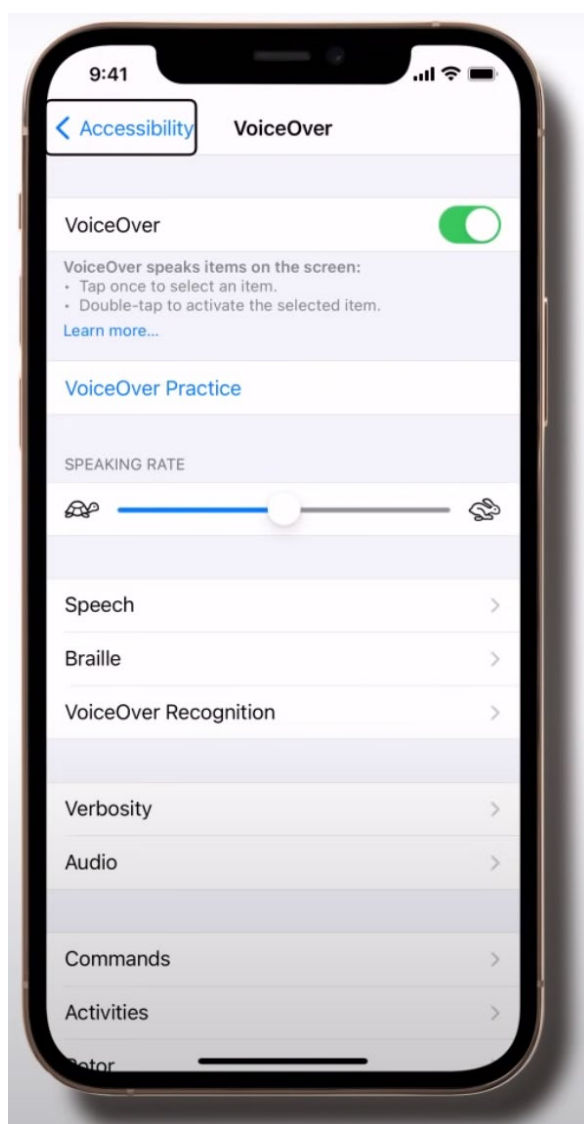 9:41
Accessibility
VoiceOver
VoiceOver
VoiceOver speaks items on the screen:
• Tap once to select an item.
• Double-tap to activate the selected item.
Learn more...
VoiceOver Practice
SPEAKING RATE
Speech
Braille
VoiceOver Recognition
Verbosity
Audio
Commands
Activities
Rotor